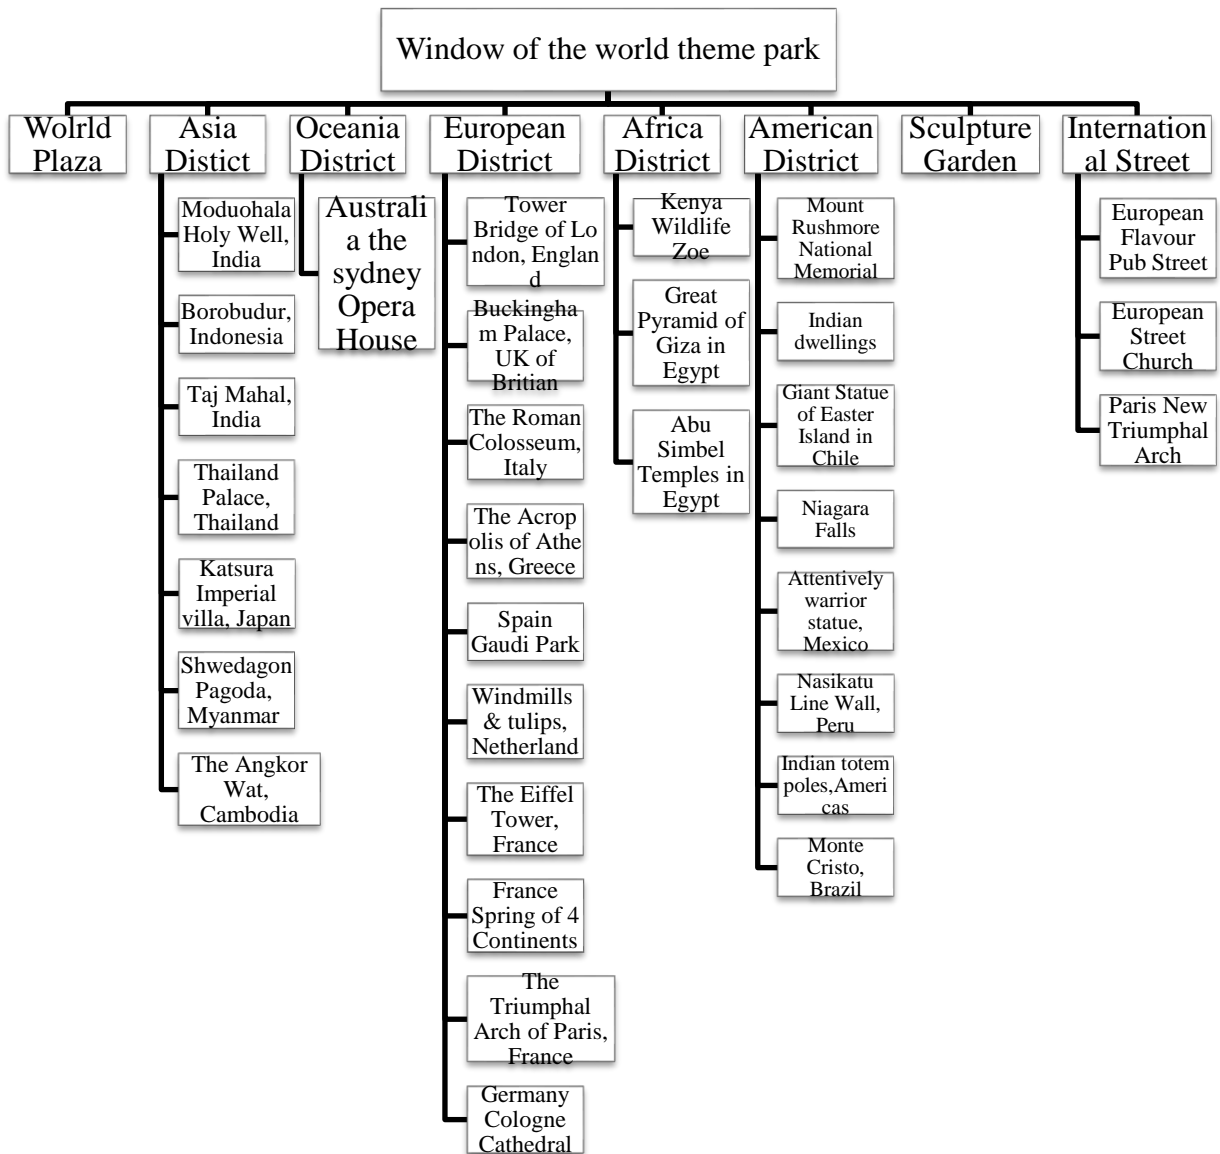 Window of the world theme park
Wolrld
Plaza
Asia
Distict
Oceania
District
European
District
Africa
District
American
District
Sculpture
Garden
Internation
al Street
Moduohala
Holy Well,
India
Borobudur,
Indonesia
Taj Mahal,
India
Thailand
Palace,
Thailand
Katsura
Imperial
villa, Japan
Shwedagon
Pagoda,
Myanmar
The Angkor
Wat,
Cambodia
Australi
a the
sydney
Opera
House
Tower
Bridge of Lo
ndon, Englan
d
Buckingha
m Palace,
UK of
Britian
The Roman
Colosseum,
Italy
The Acrop
olis of Athe
ns, Greece
Spain
Gaudi Park
Windmills
& tulips,
Netherland
The Eiffel
Tower,
France
France
Spring of 4
Continents
The
Triumphal
Arch of Paris,
France
Germany
Cologne
Cathedral
Kenya
Wildlife
Zoe
Great
Pyramid of
Giza in
Egypt
Abu
Simbel
Temples in
Egypt
Mount
Rushmore
National
Memorial
Indian
dwellings
Giant Statue
of Easter
Island in
Chile
Niagara
Falls
Attentively
warrior
statue,
Mexico
Nasikatu
Line Wall,
Peru
Indian totem
poles,Ameri
cas
Monte
Cristo,
Brazil
European
Flavour
Pub Street
European
Street
Church
Paris New
Triumphal
Arch